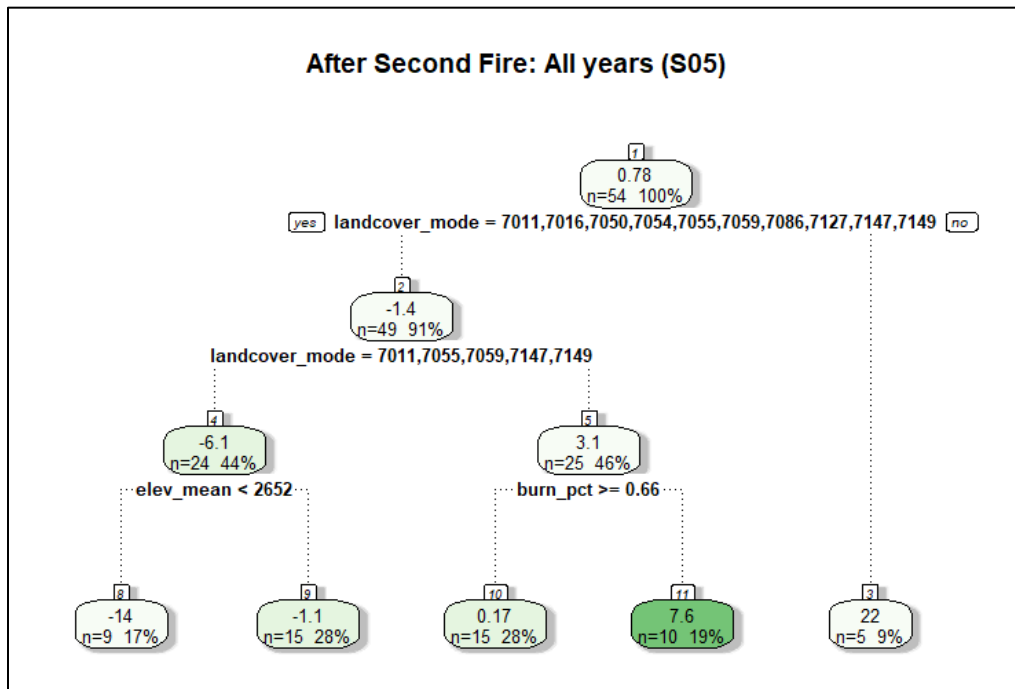 After Second Fire: All years (S05)
1
0.78
n=54 100%
yes landcover_mode = 7011,7016,7050,7054,7055,7059,7086,7127,7147,7149 no
2
-1.4
n=49 91%
landcover_mode = 7011,7055,7059,7147,7149
4
-6.1
n=24 44%
5
3.1
n=25 46%
elev_mean < 2652
burn_pct >= 0.66
8
-14
n=9 17%
9
-1.1
n=15 28%
10
0.17
n=15 28%
11
7.6
n=10 19%
3
22
n=5 9%